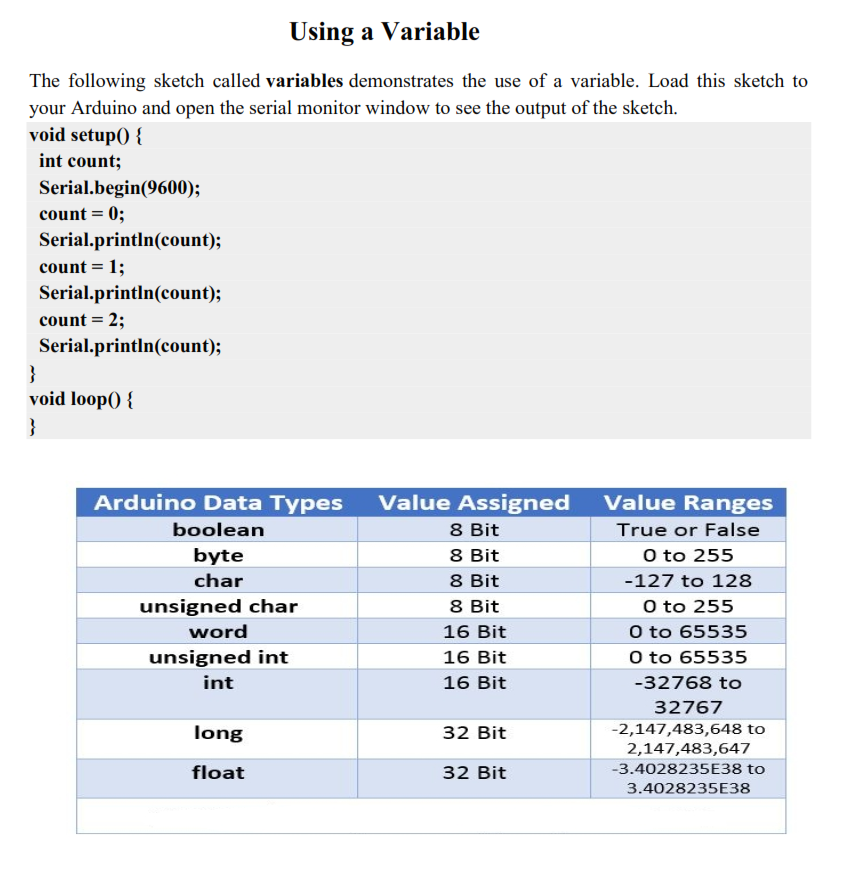 Using a Variable
The following sketch called variables demonstrates the use of a variable. Load this sketch to
your Arduino and open the serial monitor window to see the output of the sketch.
void setup() {
int count;
Serial.begin(9600);
count = 0;
Serial.println(count);
count = 1;
Serial.println(count);
count = 2;
Serial.println(count);
}
void loop() {
}
Arduino Data Types Value Assigned Value Ranges
boolean 8 Bit True or False
byte 8 Bit 0 to 255
char 8 Bit -127 to 128
unsigned char 8 Bit 0 to 255
word 16 Bit 0 to 65535
unsigned int 16 Bit 0 to 65535
int 16 Bit -32768 to
32767
long 32 Bit -2,147,483,648 to
2,147,483,647
float 32 Bit -3.4028235E38 to
3.4028235E38